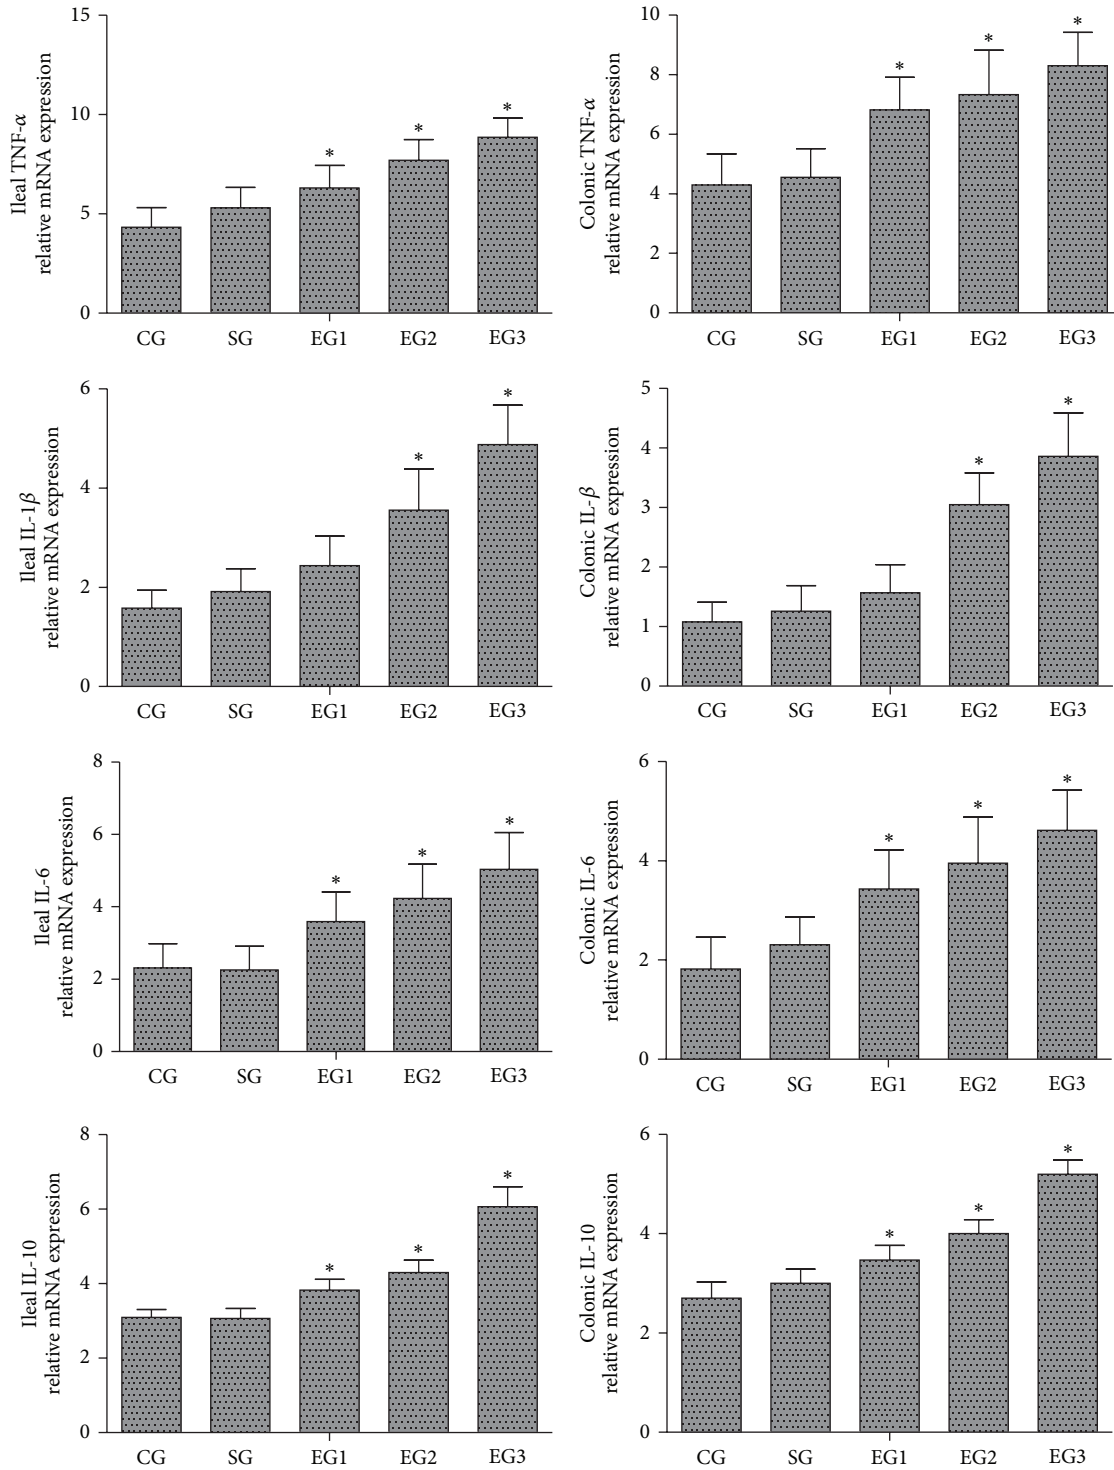 Ileal TNF-α
relative mRNA expression
15
10
5
0
*
*
*
CG SG EG1 EG2 EG3
Colonic TNF-α
relative mRNA expression
10
8
6
4
2
0
*
*
*
CG SG EG1 EG2 EG3
Ileal IL-1β
relative mRNA expression
6
4
2
0
*
*
CG SG EG1 EG2 EG3
Colonic IL-β
relative mRNA expression
5
4
3
2
1
0
*
*
CG SG EG1 EG2 EG3
Ileal IL-6
relative mRNA expression
8
6
4
2
0
*
*
*
CG SG EG1 EG2 EG3
Colonic IL-6
relative mRNA expression
6
4
2
0
*
*
*
CG SG EG1 EG2 EG3
Ileal IL-10
relative mRNA expression
8
6
4
2
0
*
*
*
CG SG EG1 EG2 EG3
Colonic IL-10
relative mRNA expression
6
4
2
0
*
*
*
CG SG EG1 EG2 EG3